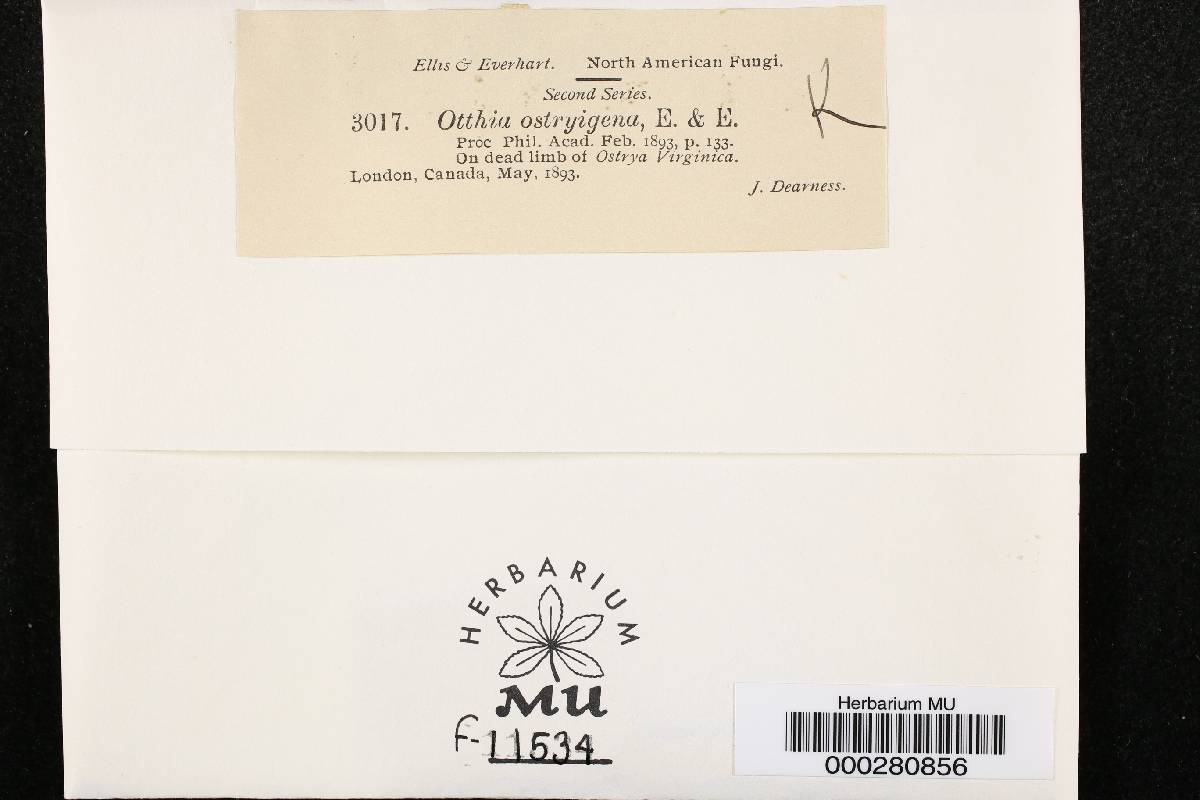 Ellis & Everhart. North American Fungi.
Second Series.
3017. Otthia ostryigena, E. & E.
Proc Phil. Acad. Feb. 1893, p. 133.
On dead limb of Ostrya Virginica.
London, Canada, May, 1893.
J. Dearness.
K
HERBARIUM
MU
F-11534
Herbarium MU
000280856